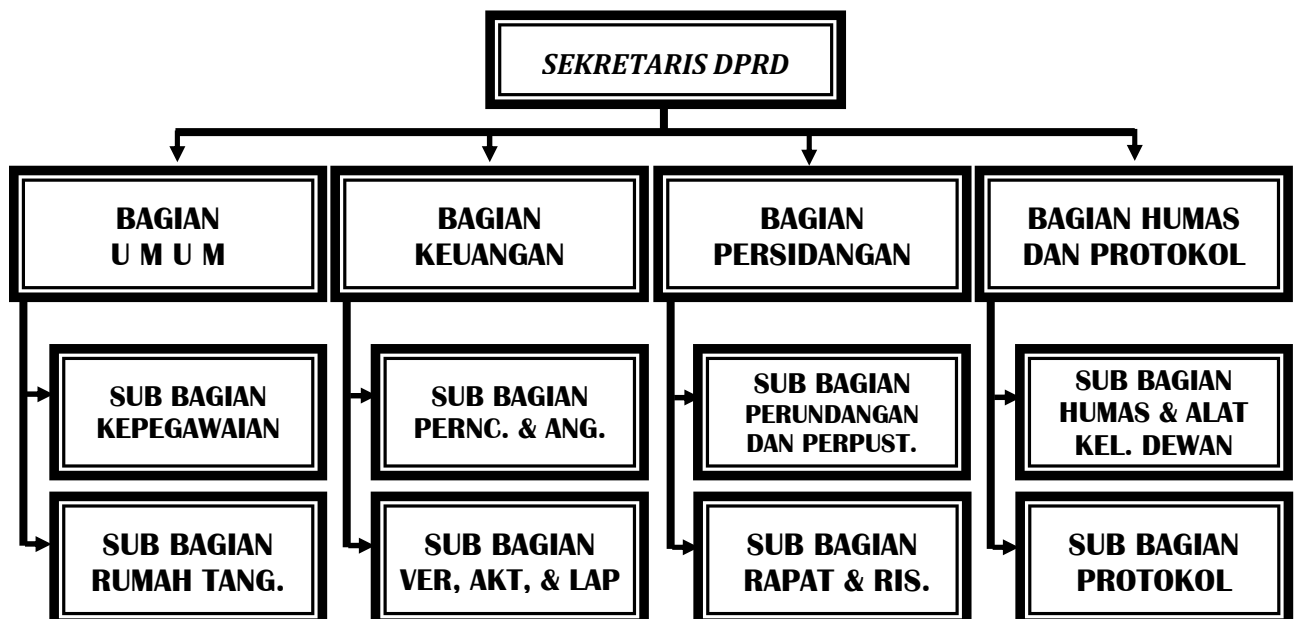 SEKRETARIS DPRD
BAGIAN
U M U M
BAGIAN
KEUANGAN
BAGIAN
PERSIDANGAN
BAGIAN HUMAS
DAN PROTOKOL
SUB BAGIAN
KEPEGAWAIAN
SUB BAGIAN
PERNC. & ANG.
SUB BAGIAN
PERUNDANGAN
DAN PERPUST.
SUB BAGIAN
HUMAS & ALAT
KEL. DEWAN
SUB BAGIAN
RUMAH TANG.
SUB BAGIAN
VER, AKT, & LAP
SUB BAGIAN
RAPAT & RIS.
SUB BAGIAN
PROTOKOL